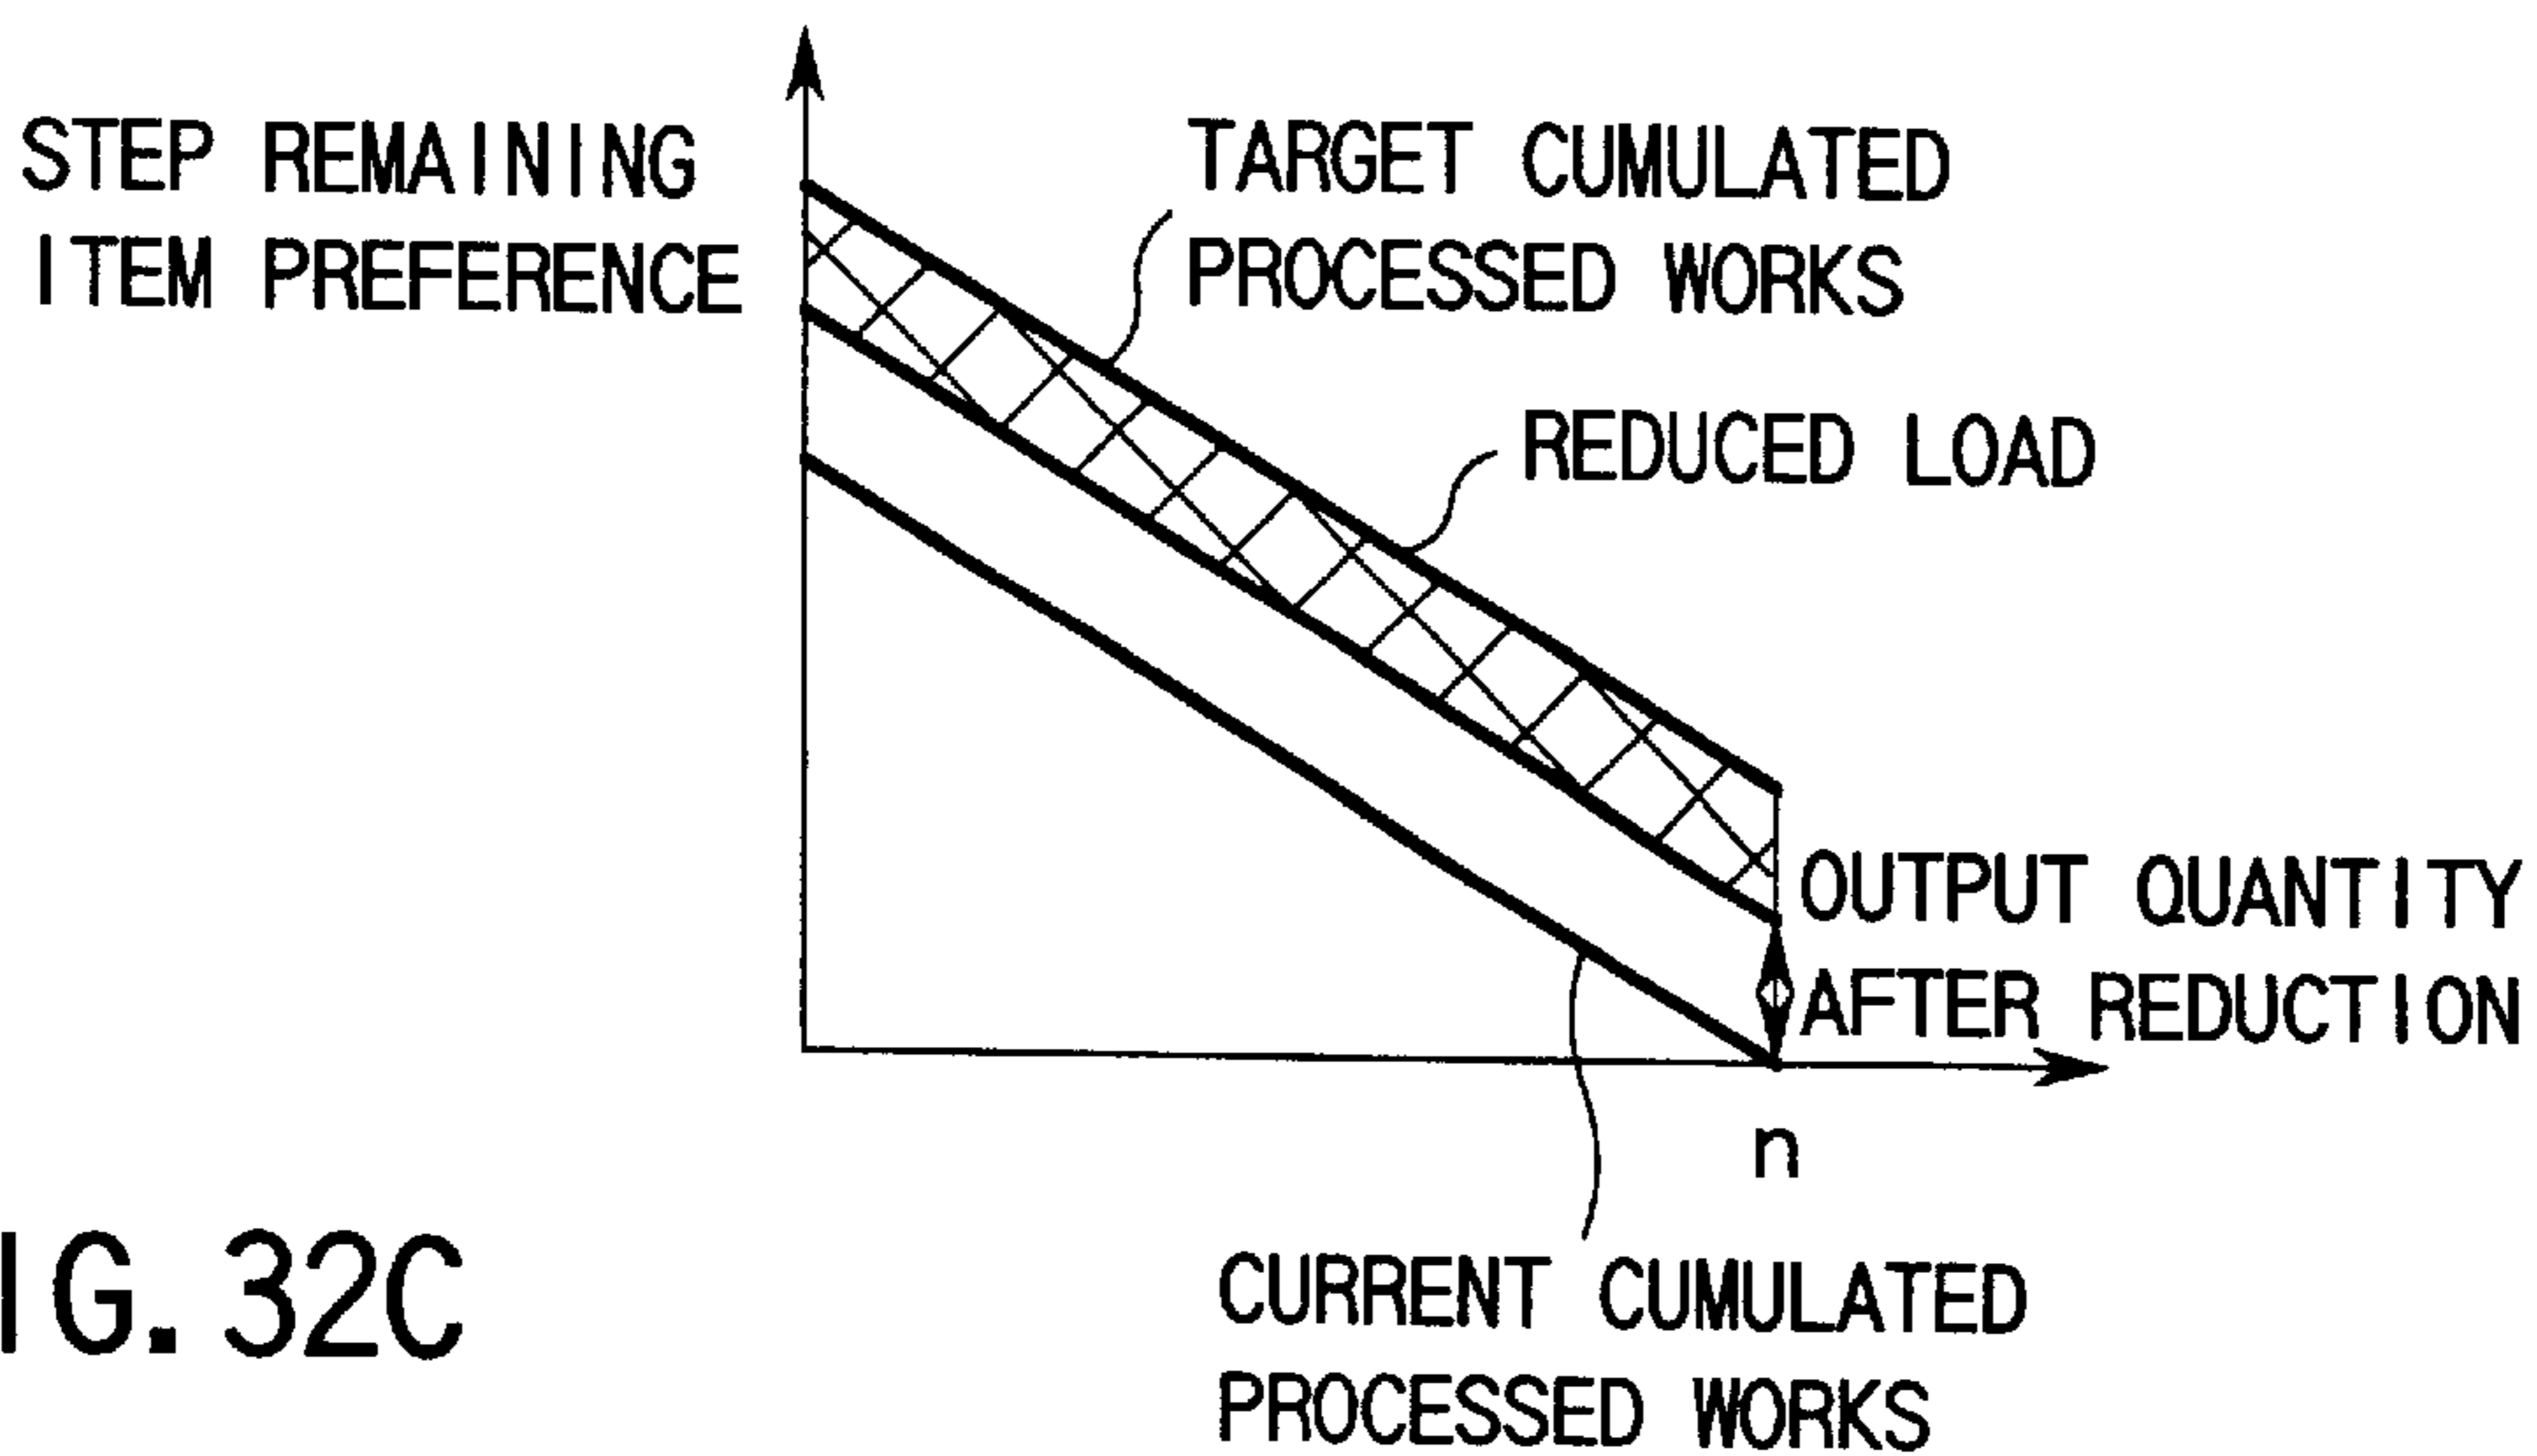 STEP REMAINING
ITEM PREFERENCE
TARGET CUMULATED
PROCESSED WORKS
REDUCED LOAD
OUTPUT QUANTITY
AFTER REDUCTION
n
CURRENT CUMULATED
PROCESSED WORKS
IG. 32C